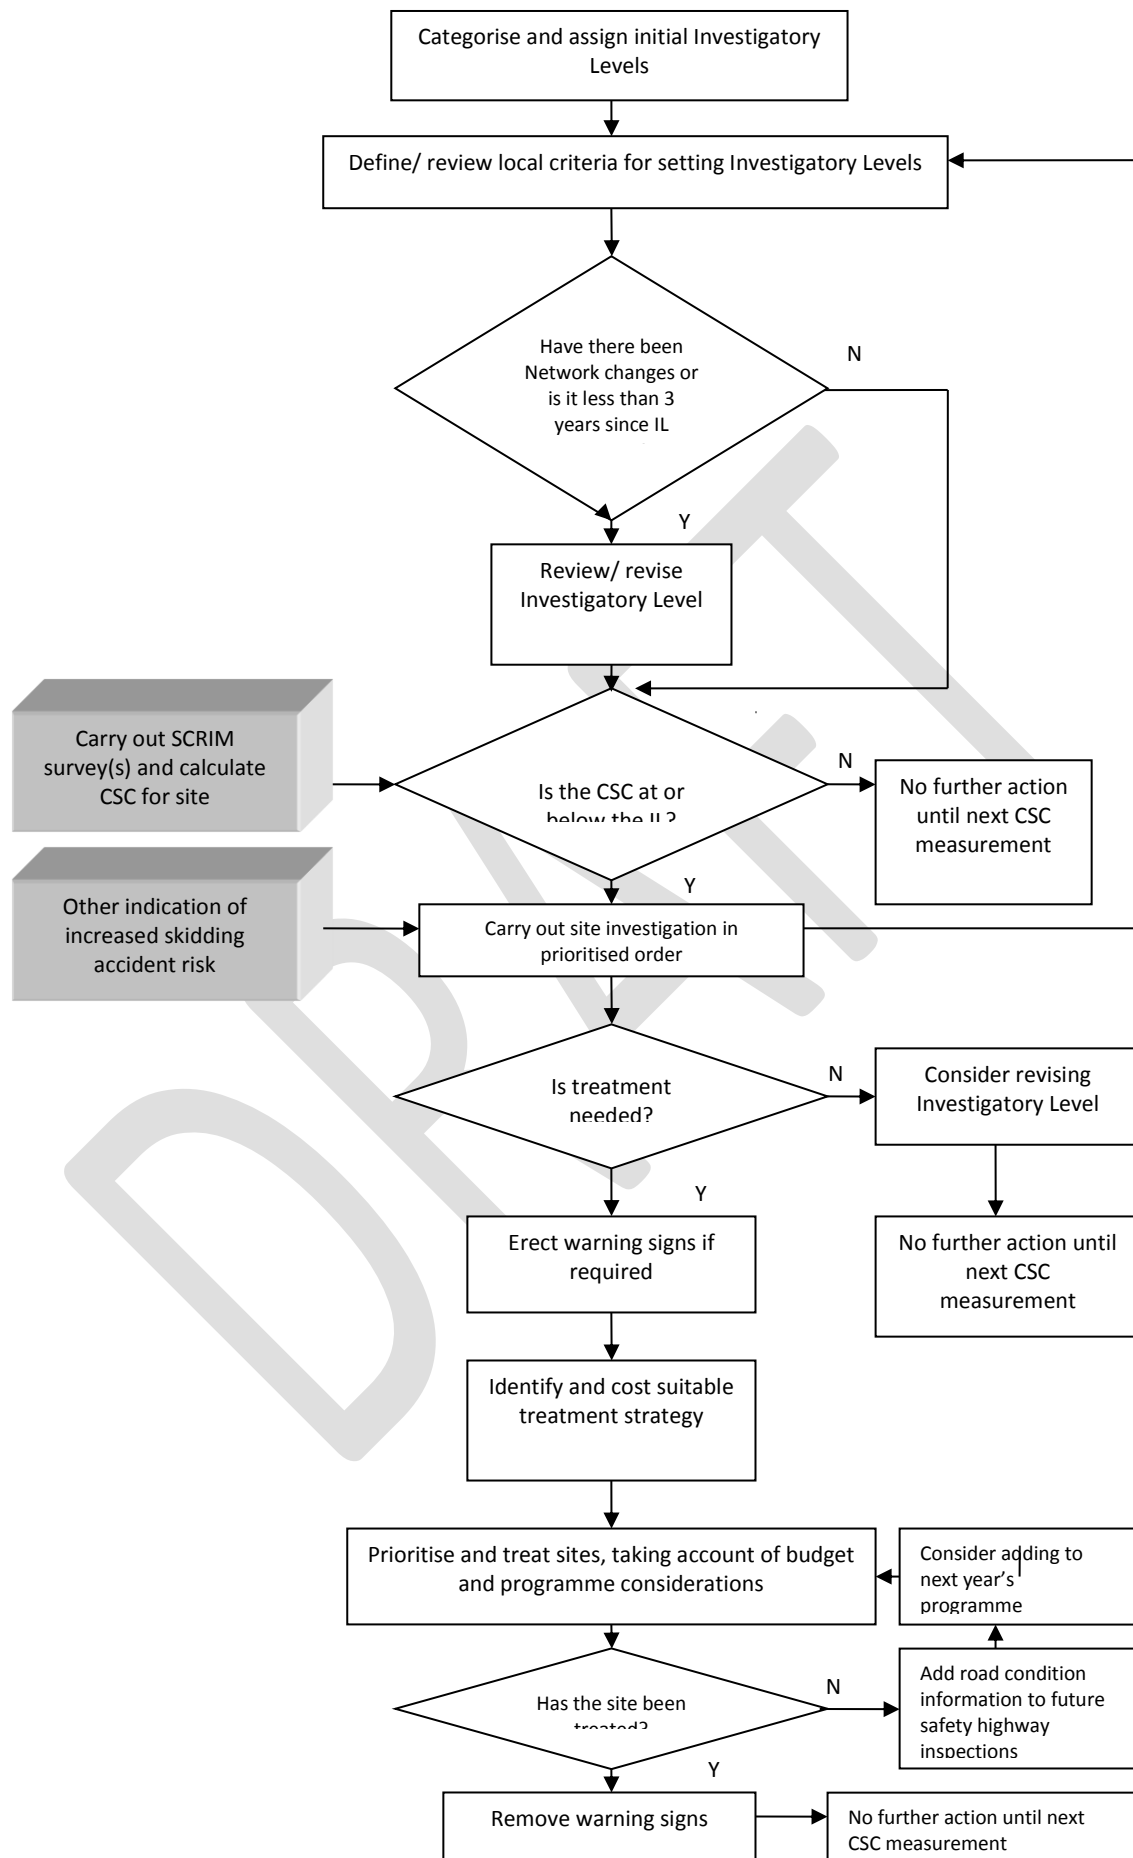 Categorise and assign initial Investigatory
Levels
Define/ review local criteria for setting Investigatory Levels
Have there been
Network changes or
is it less than 3
years since IL
N
Y
Review/ revise
Investigatory Level
Carry out SCRIM
survey(s) and calculate
CSC for site
Is the CSC at or
below the IL?
N
No further action
until next CSC
measurement
Y
Other indication of
increased skidding
accident risk
Carry out site investigation in
prioritised order
Is treatment
needed?
N
Consider revising
Investigatory Level
Y
No further action until
next CSC
measurement
Erect warning signs if
required
Identify and cost suitable
treatment strategy
Prioritise and treat sites, taking account of budget
and programme considerations
Consider adding to
next year's
programme
Has the site been
treated?
N
Add road condition
information to future
safety highway
inspections
Y
Remove warning signs
No further action until next
CSC measurement
DRAFT